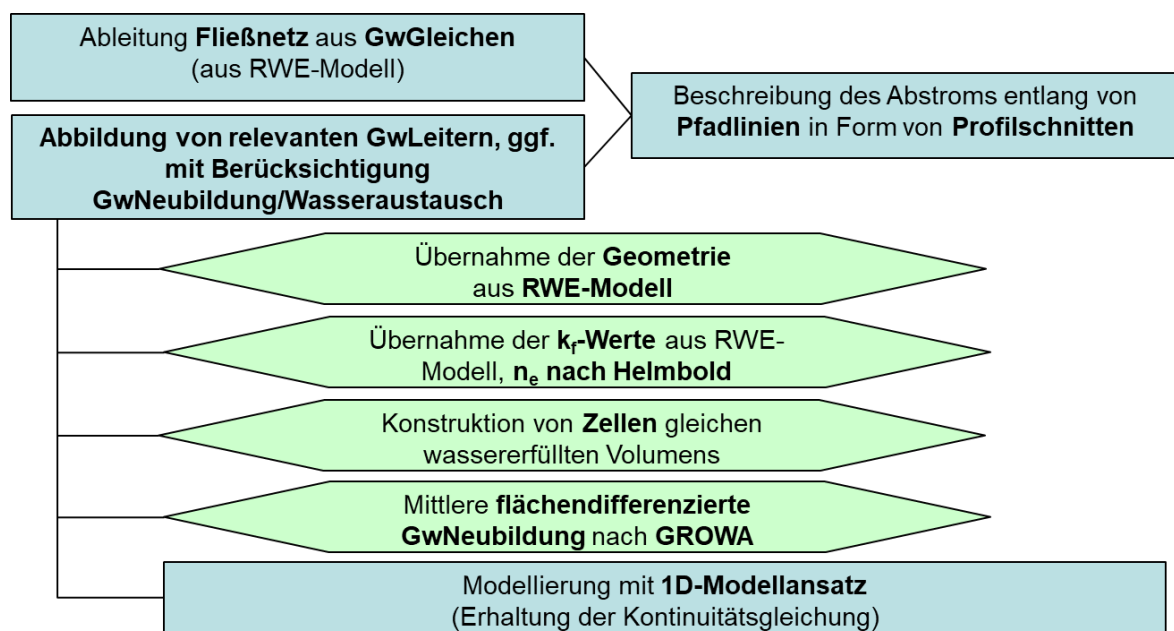 Ableitung Fließnetz aus GwGleichen
(aus RWE-Modell)
Beschreibung des Abstroms entlang von
Pfadlinien in Form von Profilschnitten
Abbildung von relevanten GwLeitern, ggf.
mit Berücksichtigung
GwNeubildung/Wasseraustausch
Übernahme der Geometrie
aus RWE-Modell
Übernahme der kf-Werte aus RWE-
Modell, ne nach Helmbold
Konstruktion von Zellen gleichen
wassererfüllten Volumens
Mittlere flächendifferenzierte
GwNeubildung nach GROWA
Modellierung mit 1D-Modellansatz
(Erhaltung der Kontinuitätsgleichung)